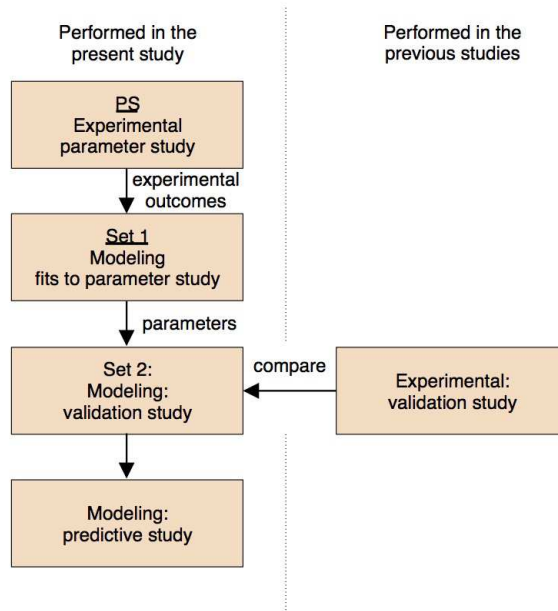 Performed in the
present study
Performed in the
previous studies
PS
Experimental
parameter study
experimental
outcomes
Set 1
Modeling
fits to parameter study
parameters
Set 2:
Modeling:
validation study
compare
Experimental:
validation study
Modeling:
predictive study